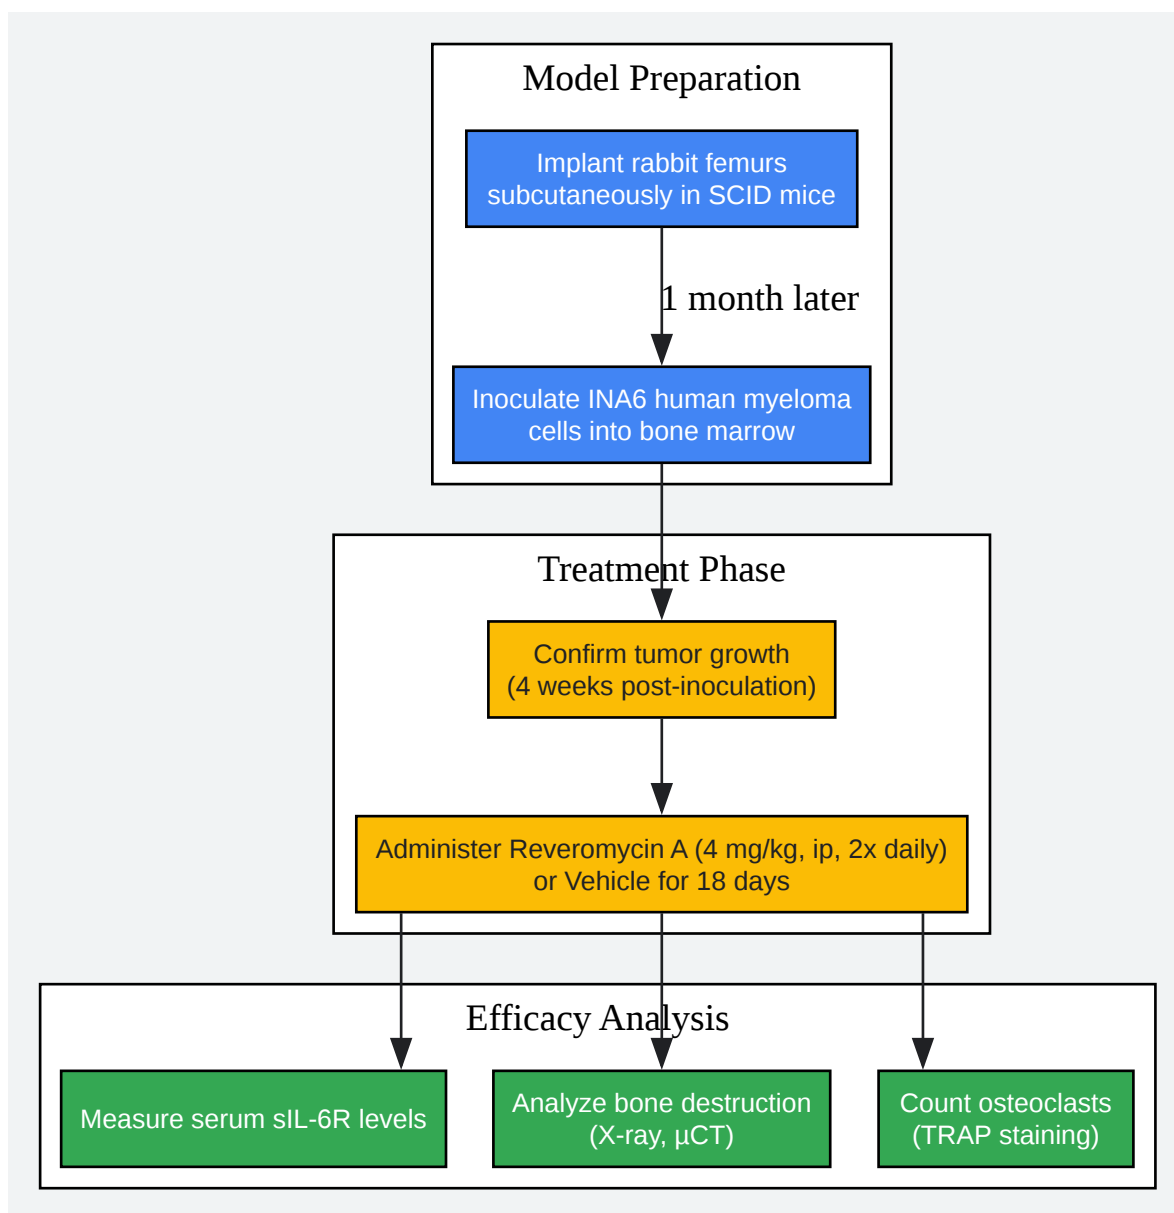 Model Preparation
Implant rabbit femurs
subcutaneously in SCID mice
1 month later
Inoculate INA6 human myeloma
cells into bone marrow
Treatment Phase
Confirm tumor growth
(4 weeks post-inoculation)
Administer Reveromycin A (4 mg/kg, ip, 2x daily)
or Vehicle for 18 days
Efficacy Analysis
Measure serum sIL-6R levels
Analyze bone destruction
(X-ray, µCT)
Count osteoclasts
(TRAP staining)